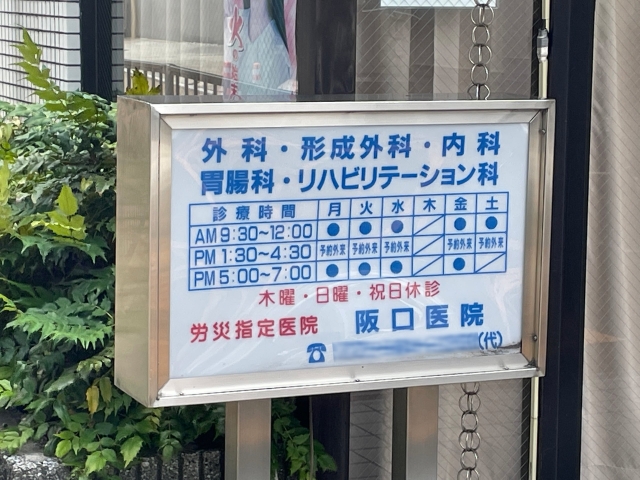 外科・形成外科・内科
胃腸科・リハビリテーション科
診療時間 月 火 水 木 金 土
AM 9:30~12:00 ● ● ● ／ ● ●
PM 1:30~4:30 予約外来 予約外来 予約外来 ／ 予約外来 予約外来
PM 5:00~7:00 ● ● ● ／ ● ／
木曜・日曜・祝日休診
労災指定医院 阪口医院
☎ (代)